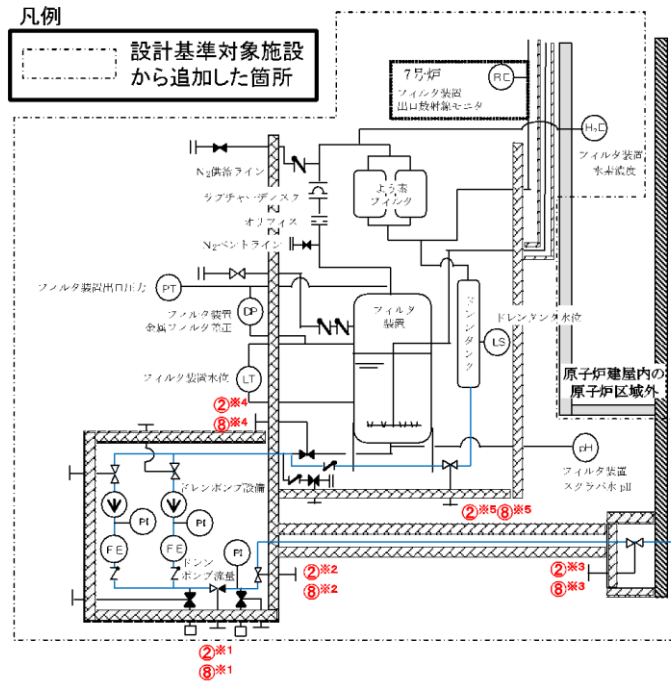 凡例
設計基準対象施設
から追加した箇所
7号炉
フィルタ装置
出口放射線モニタ
RE
H₂E
フィルタ装置
水素濃度
N₂供給ライン
ラプチャーディスク
オリフィス
N₂ベントライン
よう素
フィルタ
フィルタ装置出口圧力
PT
フィルタ装置
金属フィルタ差圧
DP
フィルタ
装置
ドレンタンク
ドレンタンク水位
LS
フィルタ装置水位
LT
原子炉建屋内の
原子炉区域外
②※4
⑧※4
pH
フィルタ装置
スクラバ水pH
ドレンポンプ設備
PI
PI
FE
FE
ドレン
ポンプ流量
PI
②※5⑧※5
②※2
⑧※2
②※3
⑧※3
②※1
⑧※1